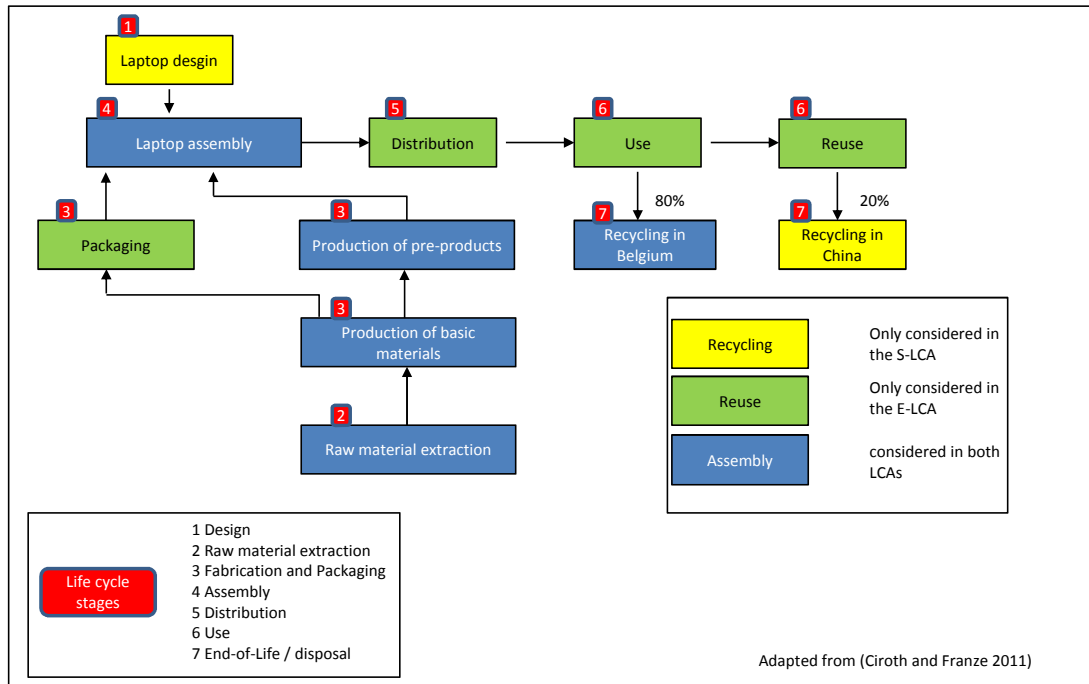 1
Laptop desgin
4
Laptop assembly
5
Distribution
6
Use
6
Reuse
80%
20%
3
Packaging
3
Production of pre-products
7
Recycling in
Belgium
7
Recycling in
China
3
Production of basic
materials
2
Raw material extraction
Recycling
Only considered in
the S-LCA
Reuse
Only considered in
the E-LCA
Assembly
considered in both
LCAs
Life cycle
stages
1 Design
2 Raw material extraction
3 Fabrication and Packaging
4 Assembly
5 Distribution
6 Use
7 End-of-Life / disposal
Adapted from (Ciroth and Franze 2011)